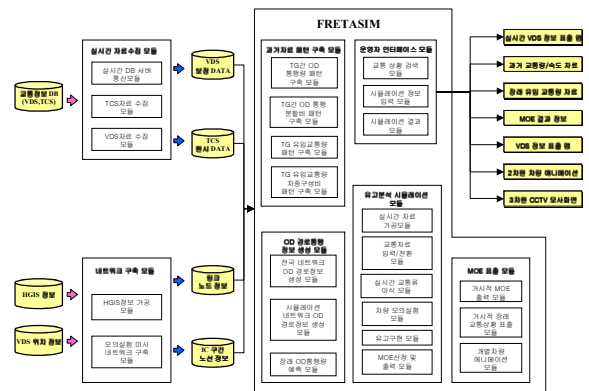 FRETASIM
실시간 자료수집 모듈
실시간 DB 서버
통신모듈
TCS자료 수집
모듈
VDS자료 수집
모듈
교통정보 DB
(VDS,TCS)
VDS
보정 DATA
TCS
원시 DATA
네트워크 구축 모듈
HGIS정보 가공
모듈
모의실험 미시
네트워크 구축
모듈
HGIS 정보
VDS 위치 정보
링크
노드 정보
IC 구간
노선 정보
과거자료 패턴 구축 모듈
TG간 OD
통행량 패턴
구축 모듈
TG간 OD 통행
분할비 패턴
구축 모듈
TG 유입교통량
패턴 구축 모듈
TG 유입교통량
차종구성비
패턴 구축 모듈
운영자 인터페이스 모듈
교통 상황 검색
모듈
시뮬레이션 정보
입력 모듈
시뮬레이션 결과
모듈
OD 경로통행
정보 생성 모듈
전국 네트워크
OD 경로정보
생성 모듈
시뮬레이션
네트워크 OD
경로정보 생성
모듈
장래 OD통행량
예측 모듈
유고분석 시뮬레이션
모듈
실시간 자료
가공모듈
교통자료
입력/전환
모듈
실시간 교통류
이식 모듈
차량 모의실험
모듈
유고구현 모듈
MOE산정 및
출력 모듈
MOE 표출 모듈
거시적 MOE
출력 모듈
거시적 장래
교통상황 표출
모듈
개별차량
애니메이션
모듈
실시간 VDS 정보 표출 맵
과거 교통량/속도 자료
장래 유입 교통량 자료
MOE 결과 정보
VDS 정보 표출 맵
2차원 차량 애니메이션
3차원 CCTV 모사화면